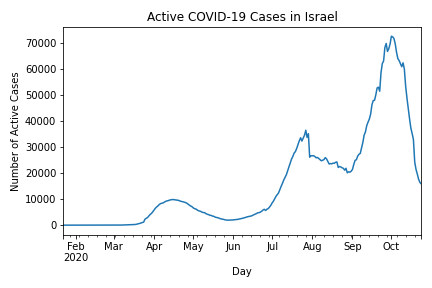 Active COVID-19 Cases in Israel
Number of Active Cases
70000
60000
50000
40000
30000
20000
10000
0
Feb Mar Apr May Jun Jul Aug Sep Oct
2020
Day